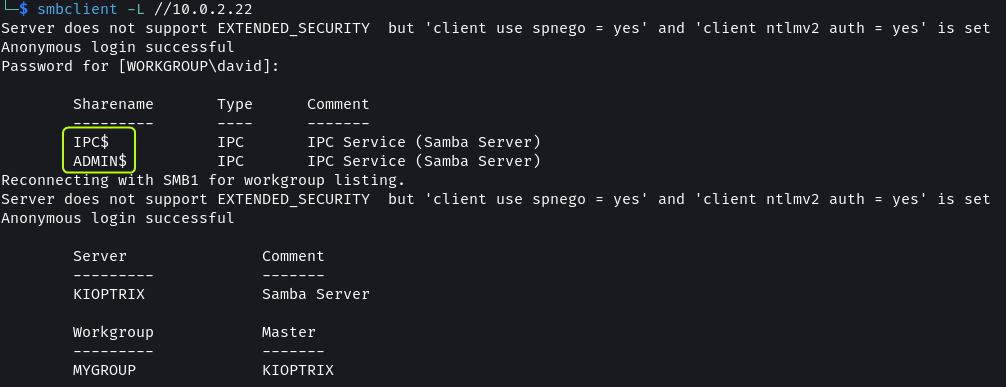 └─$ smbclient -L //10.0.2.22
Server does not support EXTENDED_SECURITY  but 'client use spnego = yes' and 'client ntlmv2 auth = yes' is set
Anonymous login successful
Password for [WORKGROUP\david]:
Sharename       Type      Comment
---------       ----      -------
IPC$            IPC       IPC Service (Samba Server)
ADMIN$          IPC       IPC Service (Samba Server)
Reconnecting with SMB1 for workgroup listing.
Server does not support EXTENDED_SECURITY  but 'client use spnego = yes' and 'client ntlmv2 auth = yes' is set
Anonymous login successful
Server               Comment
---------            -------
KIOPTRIX             Samba Server
Workgroup            Master
---------            -------
MYGROUP              KIOPTRIX